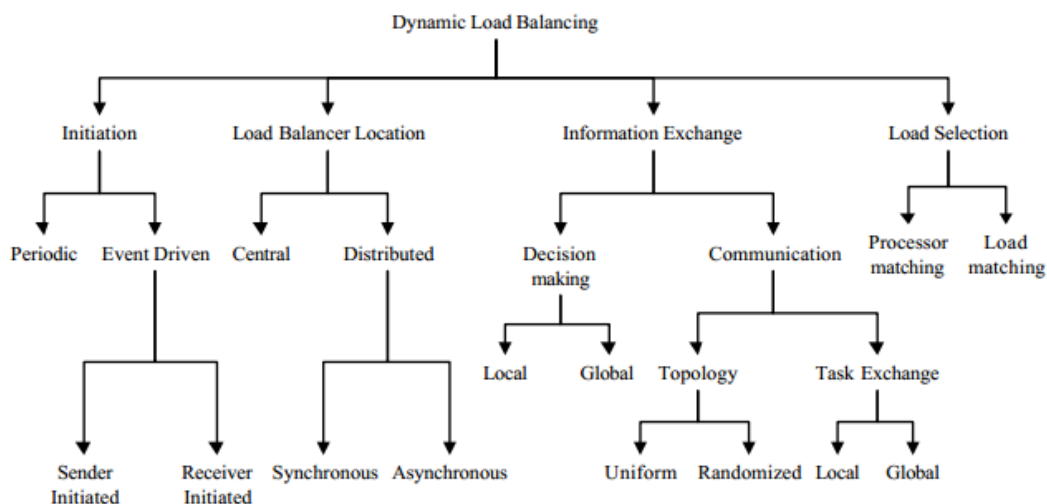 Dynamic Load Balancing
Initiation
Load Balancer Location
Information Exchange
Load Selection
Periodic
Event Driven
Central
Distributed
Decision
making
Communication
Processor
matching
Load
matching
Local
Global
Topology
Task Exchange
Sender
Initiated
Receiver
Initiated
Synchronous
Asynchronous
Uniform
Randomized
Local
Global